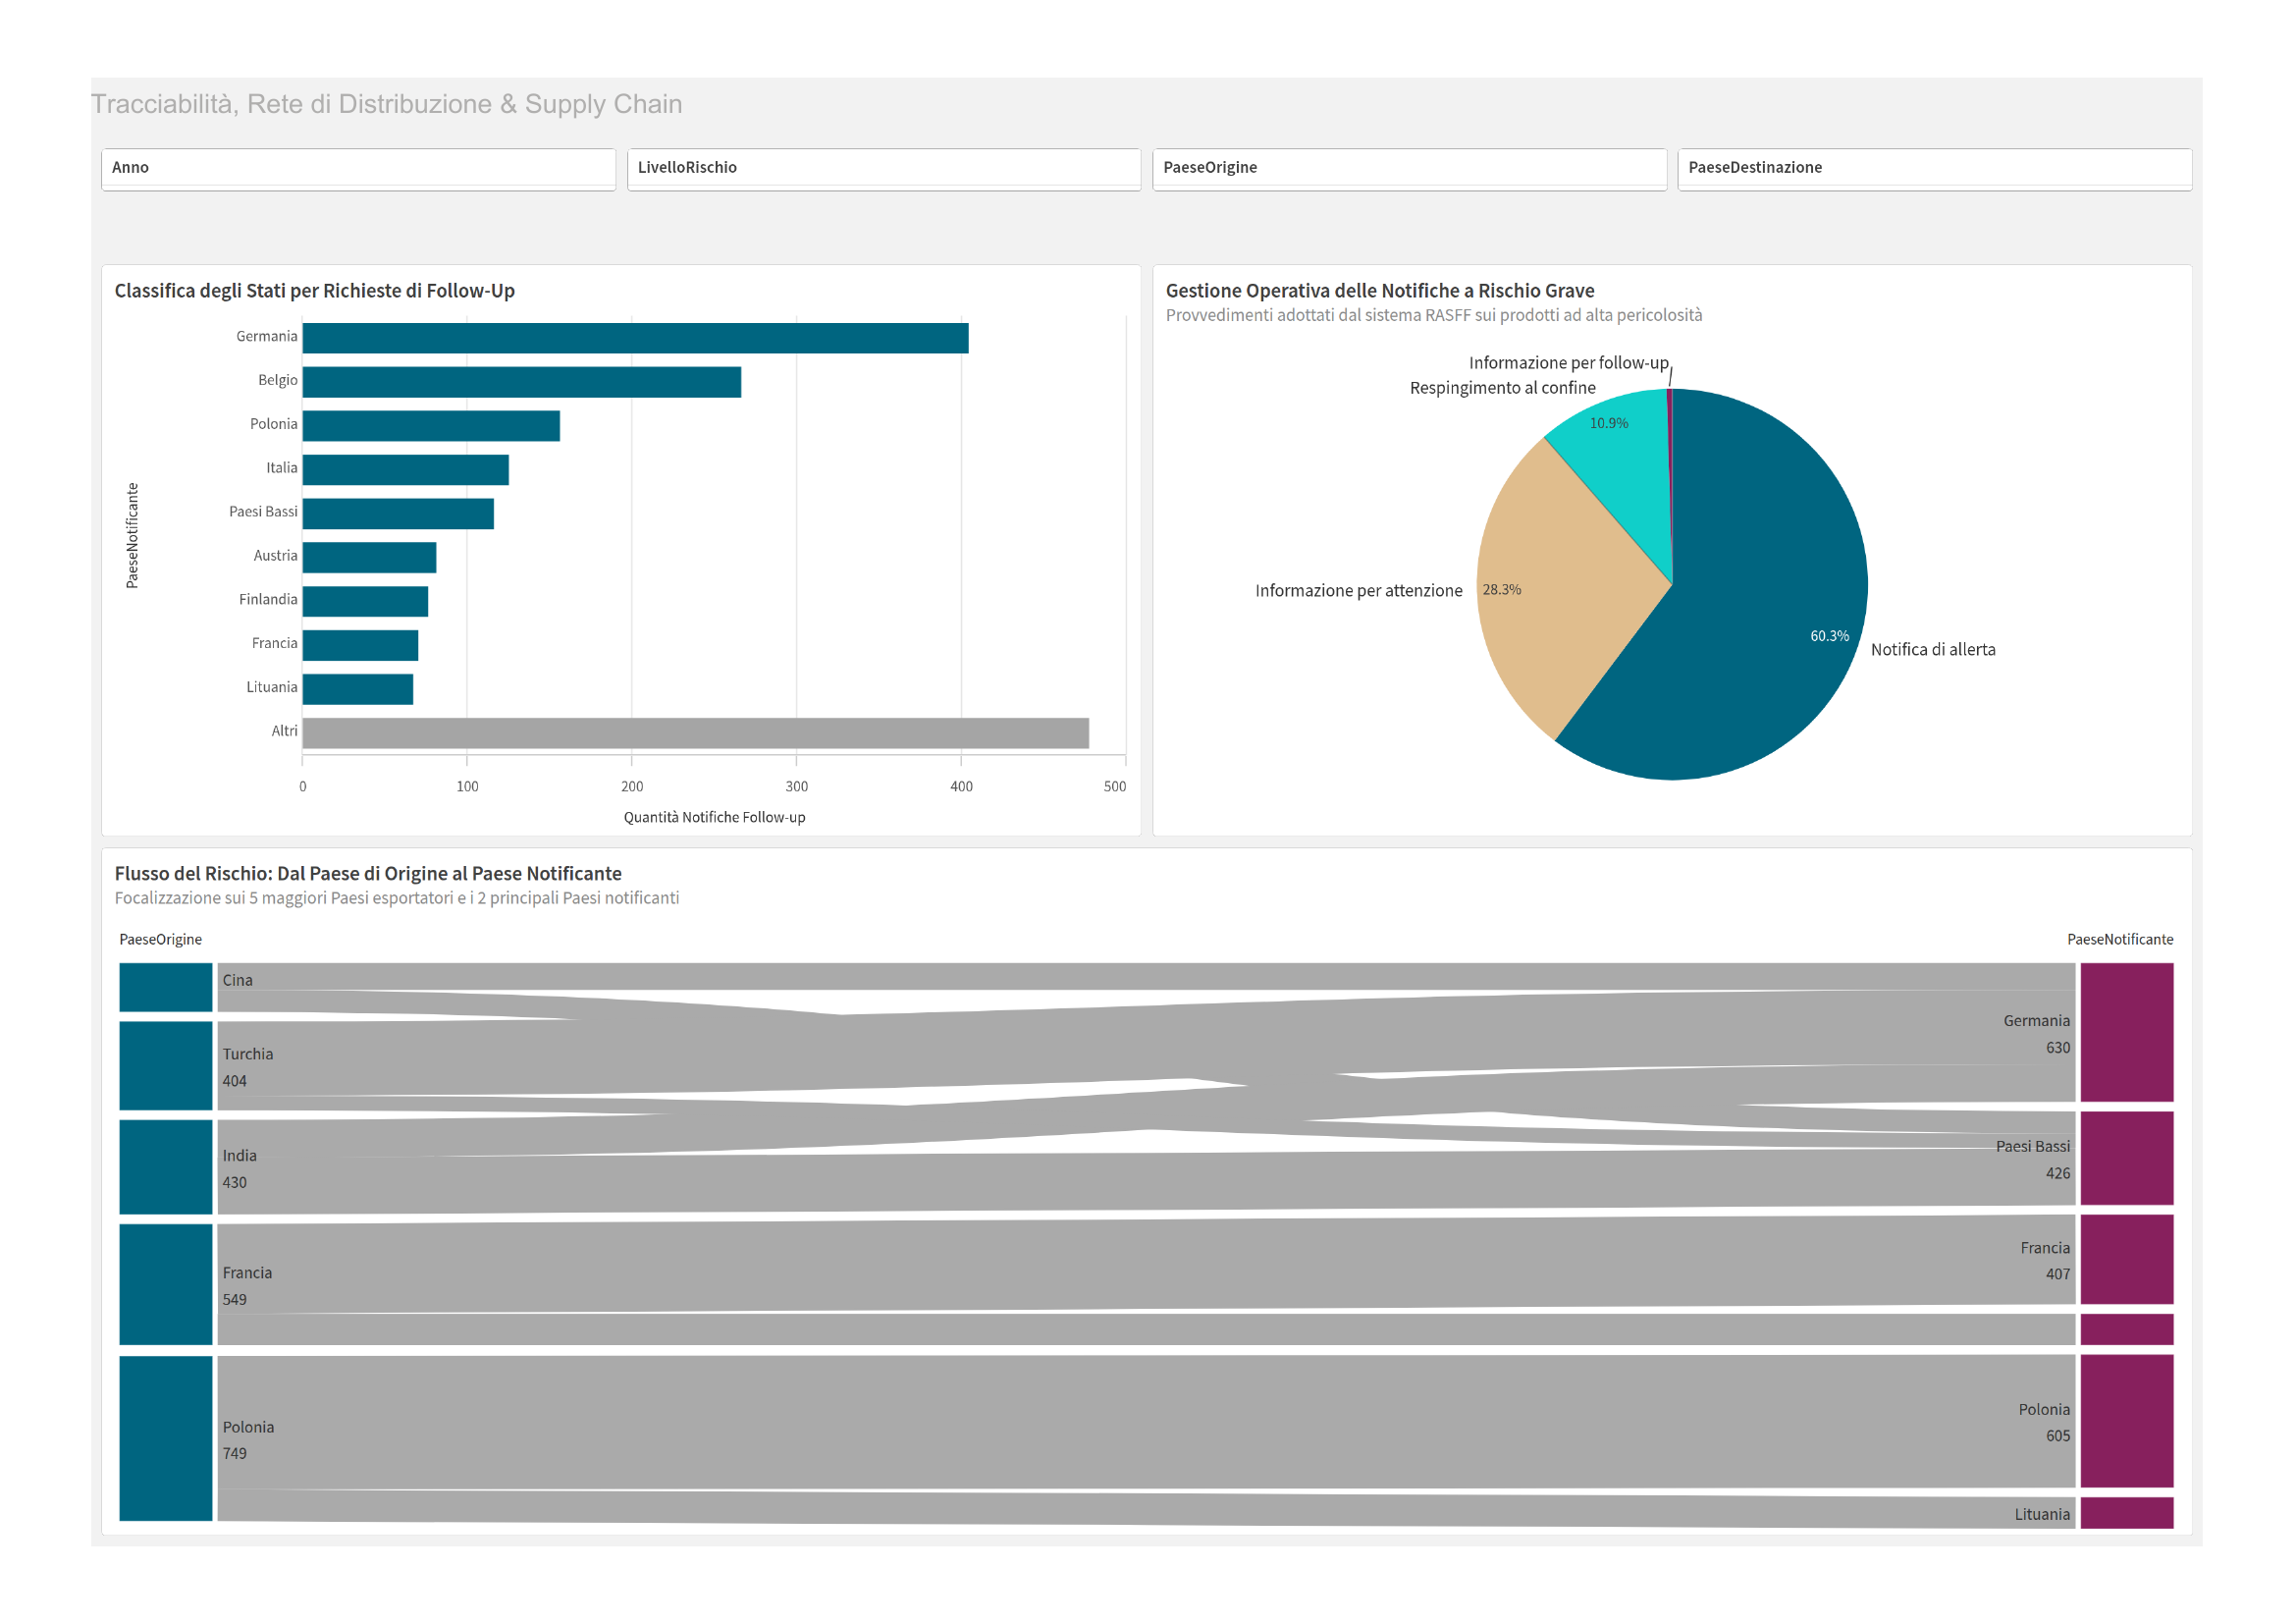 Tracciabilità, Rete di Distribuzione & Supply Chain
Anno
LivelloRischio
PaeseOrigine
PaeseDestinazione
Classifica degli Stati per Richieste di Follow-Up
PaeseNotificante
Germania
Belgio
Polonia
Italia
Paesi Bassi
Austria
Finlandia
Francia
Lituania
Altri
0
100
200
300
400
500
Quantità Notifiche Follow-up
Gestione Operativa delle Notifiche a Rischio Grave
Provvedimenti adottati dal sistema RASFF sui prodotti ad alta pericolosità
Informazione per follow-up
Respingimento al confine
10.9%
Informazione per attenzione
28.3%
60.3%
Notifica di allerta
Flusso del Rischio: Dal Paese di Origine al Paese Notificante
Focalizzazione sui 5 maggiori Paesi esportatori e i 2 principali Paesi notificanti
PaeseOrigine
PaeseNotificante
Cina
Turchia
404
India
430
Francia
549
Polonia
749
Germania
630
Paesi Bassi
426
Francia
407
Polonia
605
Lituania